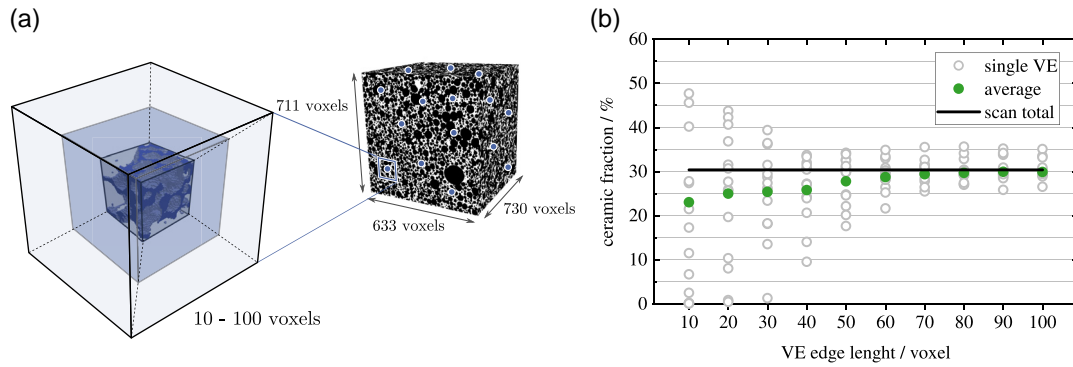 (a)
711 voxels
633 voxels
730 voxels
10 - 100 voxels
(b)
ceramic fraction / %
60
50
40
30
20
10
0
single VE
average
scan total
10 20 30 40 50 60 70 80 90 100
VE edge lenght / voxel